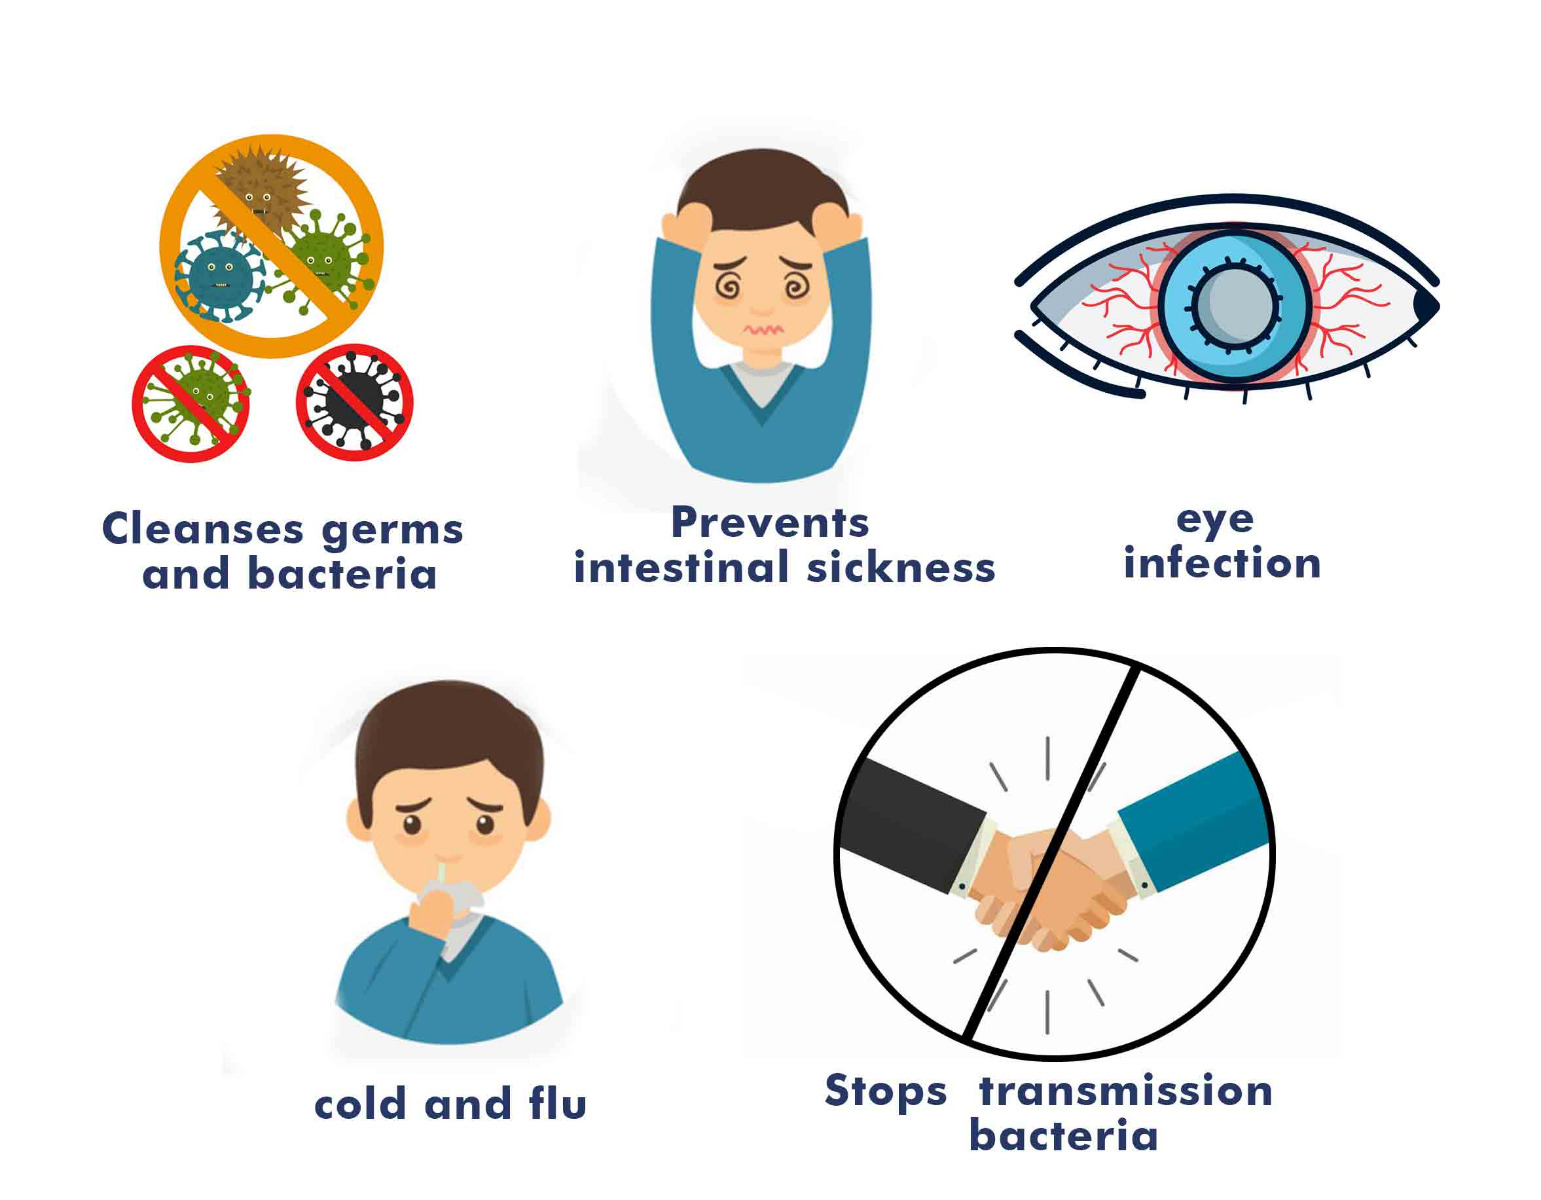 Cleanses germs
and bacteria
Prevents
intestinal sickness
eye
infection
cold and flu
Stops transmission
bacteria